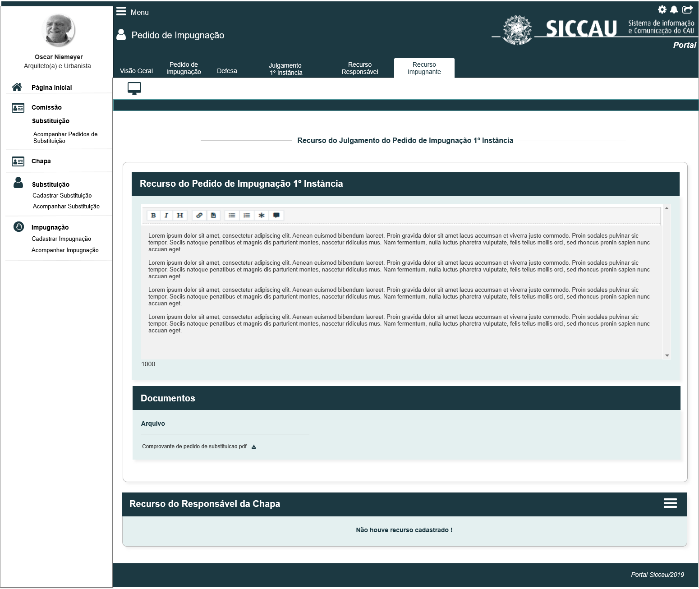 Menu
Pedido de Impugnação
SICCAU
Sistema de informação
e Comunicação do CAU
Portal
Oscar Niemeyer
Arquiteto(a) e Urbanista
Página Inicial
Comissão
Substituição
Acompanhar Pedidos de
Substituição
Chapa
Substituição
Cadastrar Substituição
Acompanhar Substituição
Impugnação
Cadastrar Impugnação
Acompanhar Impugnação
Visão Geral
Pedido de
Impugnação
Defesa
Julgamento
1º Instância
Recurso
Responsável
Recurso
Impugnante
Recurso do Julgamento do Pedido de Impugnação 1º Instância
Recurso do Pedido de Impugnação 1º Instância
B I H
Lorem ipsum dolor sit amet, consectetur adipiscing elit. Aenean euismod bibendum laoreet. Proin gravida dolor sit amet lacus accumsan et viverra justo commodo. Proin sodales pulvinar sic
tempor. Sociis natoque penatibus et magnis dis parturient montes, nascetur ridiculus mus. Nam fermentum, nulla luctus pharetra vulputate, felis tellus mollis orci, sed rhoncus pronin sapien nunc
accuan eget.
Lorem ipsum dolor sit amet, consectetur adipiscing elit. Aenean euismod bibendum laoreet. Proin gravida dolor sit amet lacus accumsan et viverra justo commodo. Proin sodales pulvinar sic
tempor. Sociis natoque penatibus et magnis dis parturient montes, nascetur ridiculus mus. Nam fermentum, nulla luctus pharetra vulputate, felis tellus mollis orci, sed rhoncus pronin sapien nunc
accuan eget.
Lorem ipsum dolor sit amet, consectetur adipiscing elit. Aenean euismod bibendum laoreet. Proin gravida dolor sit amet lacus accumsan et viverra justo commodo. Proin sodales pulvinar sic
tempor. Sociis natoque penatibus et magnis dis parturient montes, nascetur ridiculus mus. Nam fermentum, nulla luctus pharetra vulputate, felis tellus mollis orci, sed rhoncus pronin sapien nunc
accuan eget.
Lorem ipsum dolor sit amet, consectetur adipiscing elit. Aenean euismod bibendum laoreet. Proin gravida dolor sit amet lacus accumsan et viverra justo commodo. Proin sodales pulvinar sic
tempor. Sociis natoque penatibus et magnis dis parturient montes, nascetur ridiculus mus. Nam fermentum, nulla luctus pharetra vulputate, felis tellus mollis orci, sed rhoncus pronin sapien nunc
accuan eget.
1000
Documentos
Arquivo
Comprovante de pedido de substituicao.pdf
Recurso do Responsável da Chapa
Não houve recurso cadastrado !
Portal Siccau/2019